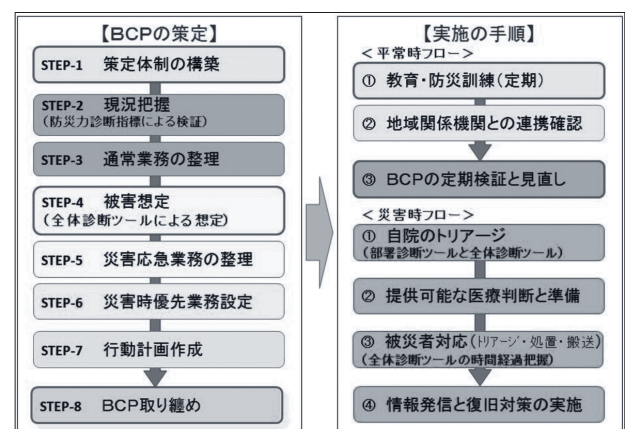 【BCPの策定】
STEP-1 策定体制の構築
STEP-2 現況把握
(防災力診断指標による検証)
STEP-3 通常業務の整理
STEP-4 被害想定
(全体診断ツールによる想定)
STEP-5 災害応急業務の整理
STEP-6 災害時優先業務設定
STEP-7 行動計画作成
STEP-8 BCP取り纏め
【実施の手順】
＜平常時フロー＞
① 教育・防災訓練(定期)
② 地域関係機関との連携確認
③ BCPの定期検証と見直し
＜災害時フロー＞
① 自院のトリアージ
(部署診断ツールと全体診断ツール)
② 提供可能な医療判断と準備
③ 被災者対応(トリアージ・処置・搬送)
(全体診断ツールの時間経過把握)
④ 情報発信と復旧対策の実施